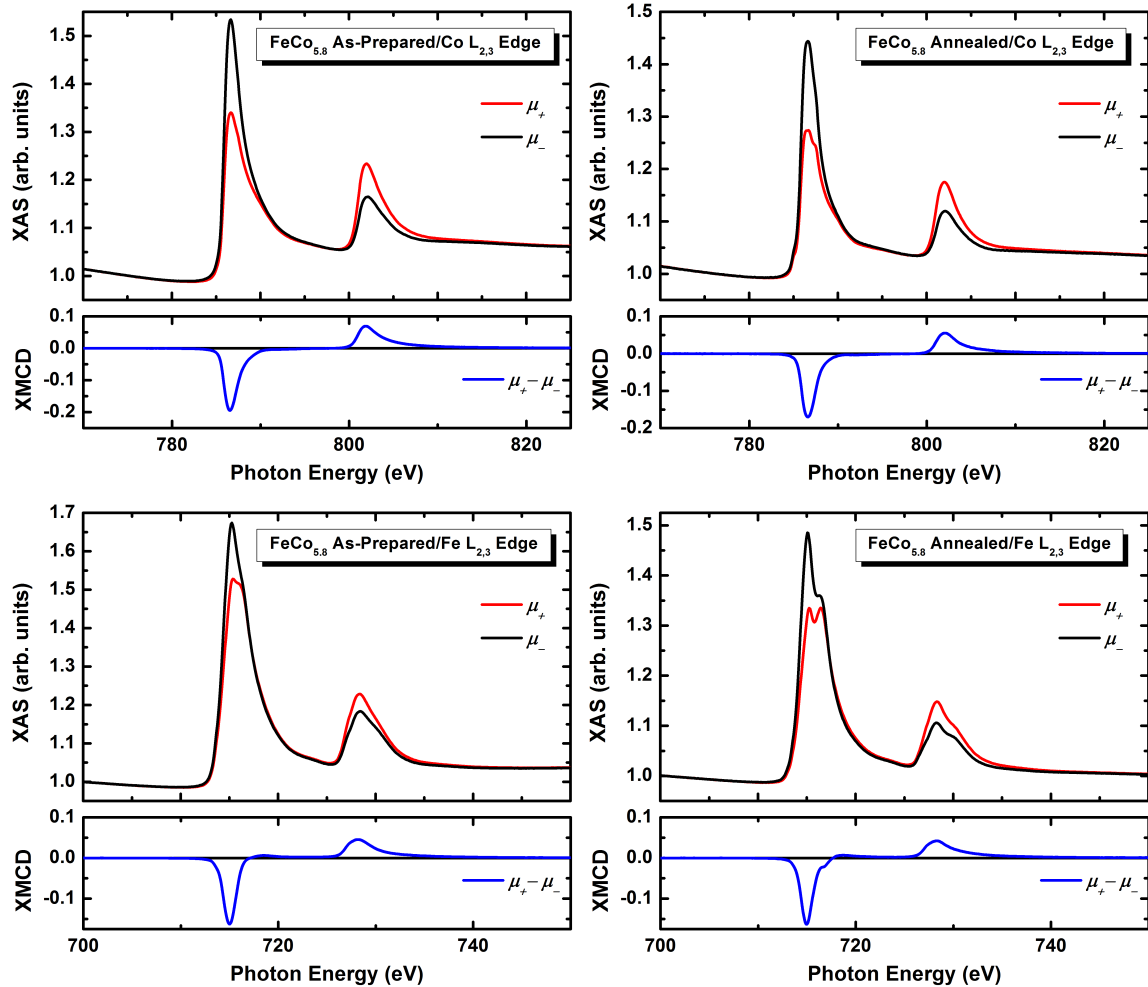 FeCo5.8 As-Prepared/Co L2,3 Edge
XAS (arb. units)
1.5
1.4
1.3
1.2
1.1
1.0
μ+
μ−
XMCD
0.1
0.0
-0.1
-0.2
μ+ − μ−
780
800
820
Photon Energy (eV)
FeCo5.8 Annealed/Co L2,3 Edge
XAS (arb. units)
1.5
1.4
1.3
1.2
1.1
1.0
μ+
μ−
XMCD
0.1
0.0
-0.1
-0.2
μ+ − μ−
780
800
820
Photon Energy (eV)
FeCo5.8 As-Prepared/Fe L2,3 Edge
XAS (arb. units)
1.7
1.6
1.5
1.4
1.3
1.2
1.1
1.0
μ+
μ−
XMCD
0.1
0.0
-0.1
μ+ − μ−
700
720
740
Photon Energy (eV)
FeCo5.8 Annealed/Fe L2,3 Edge
XAS (arb. units)
1.5
1.4
1.3
1.2
1.1
1.0
μ+
μ−
XMCD
0.1
0.0
-0.1
μ+ − μ−
700
720
740
Photon Energy (eV)